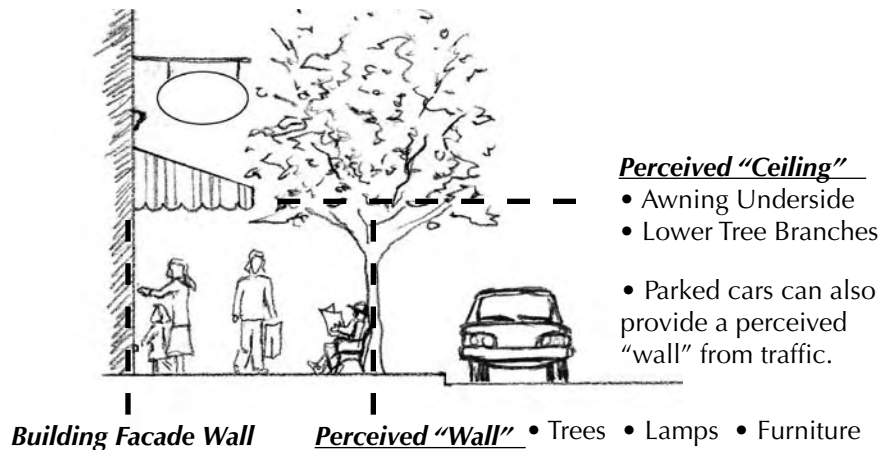 Perceived “Ceiling”
• Awning Underside
• Lower Tree Branches
• Parked cars can also
provide a perceived
“wall” from traffic.
Building Facade Wall
Perceived “Wall” • Trees • Lamps • Furniture